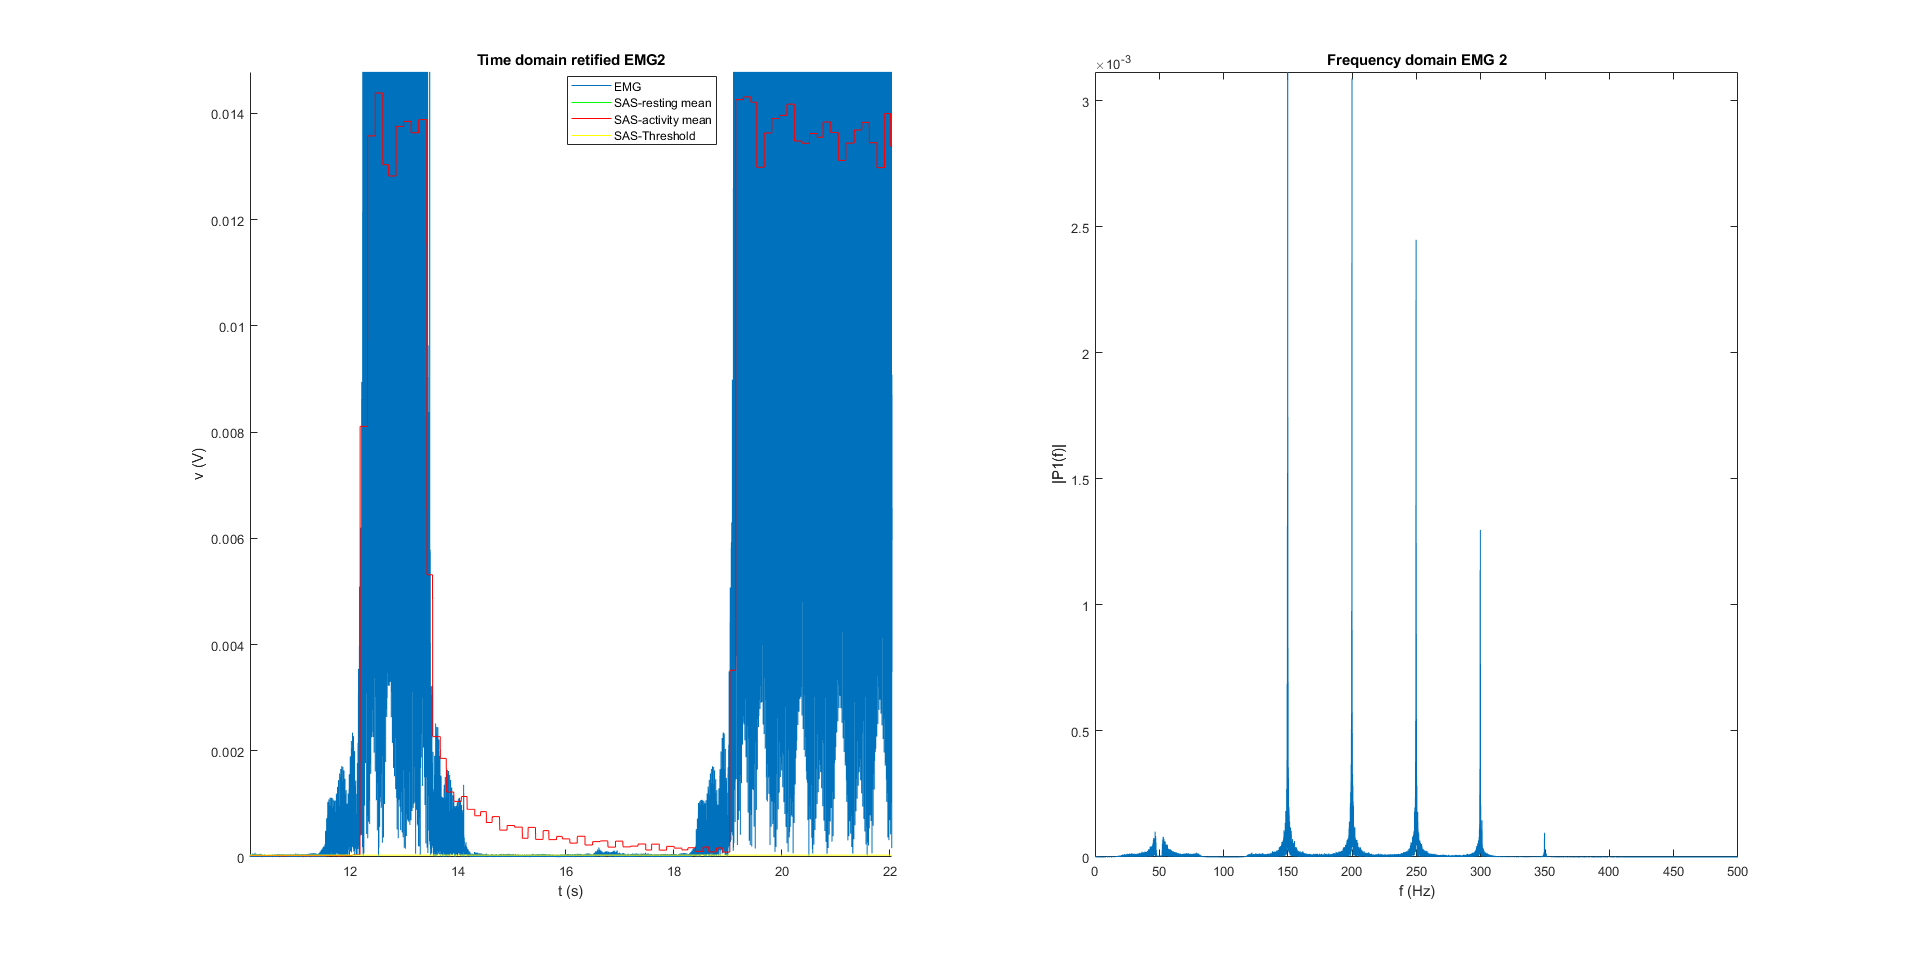 Time domain retified EMG2
EMG
SAS-resting mean
SAS-activity mean
SAS-Threshold
0.014
0.012
0.01
0.008
0.006
0.004
0.002
0
v (V)
12 14 16 18 20 22
t (s)
Frequency domain EMG 2
×10-3
3
2.5
2
1.5
1
0.5
0
|P1(f)|
0 50 100 150 200 250 300 350 400 450 500
f (Hz)